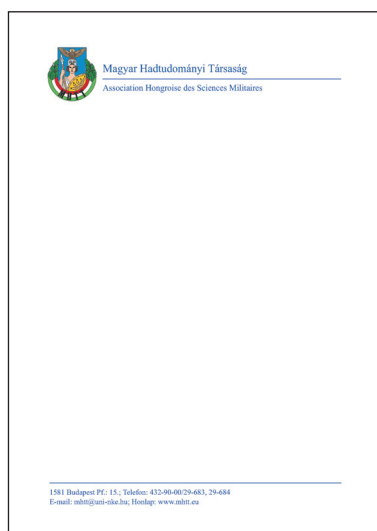 Magyar Hadtudományi Társaság
Association Hongroise des Sciences Militaires
1581 Budapest Pf.: 15.; Telefon: 432-90-00/29-683, 29-684
E-mail: mhtt@uni-nke.hu; Honlap: www.mhtt.eu